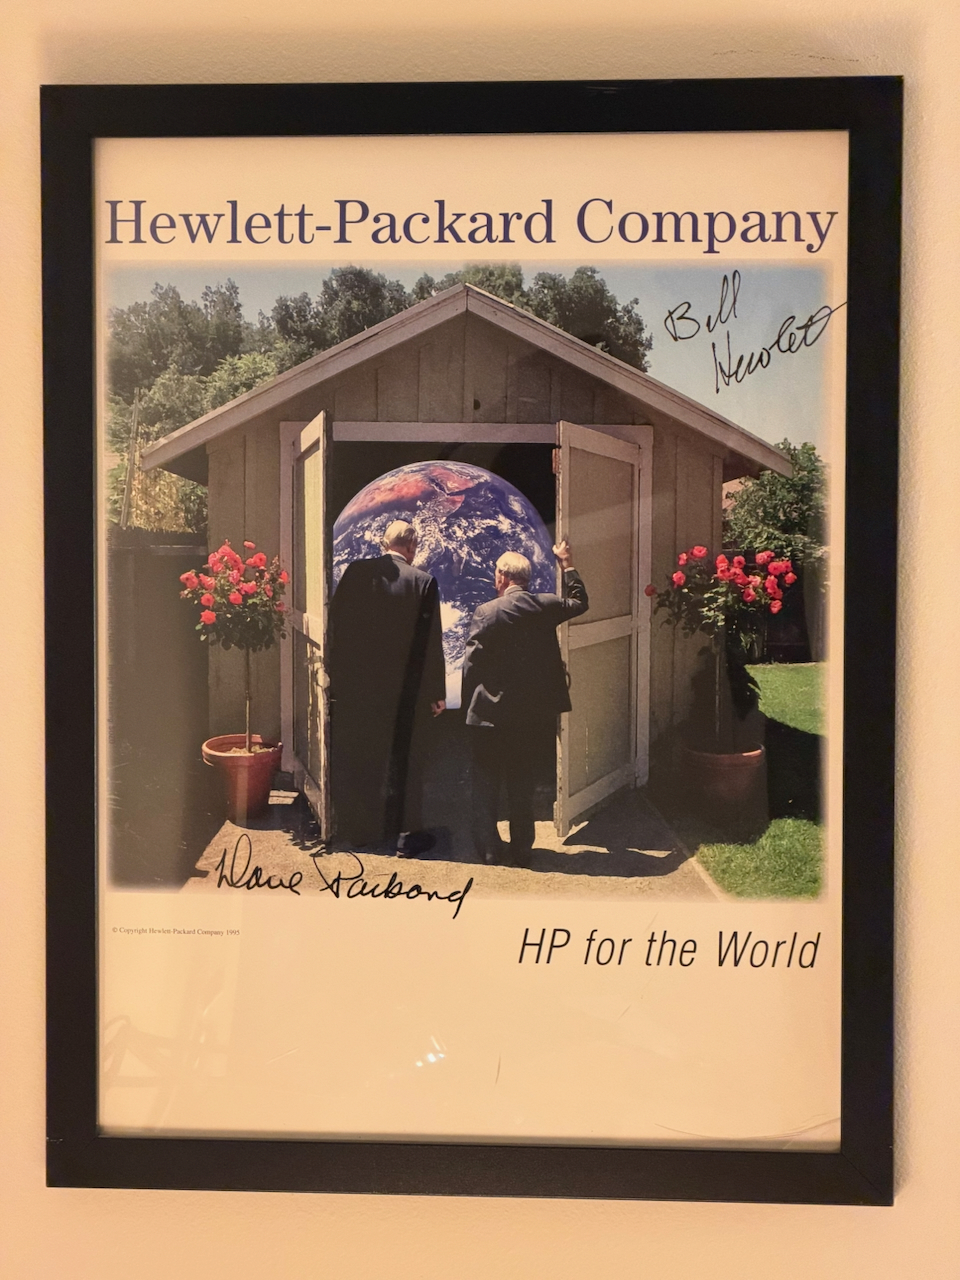 Hewlett-Packard Company
Bill
Hewlett
Dave Packard
© Copyright Hewlett-Packard Company 1995
HP for the World